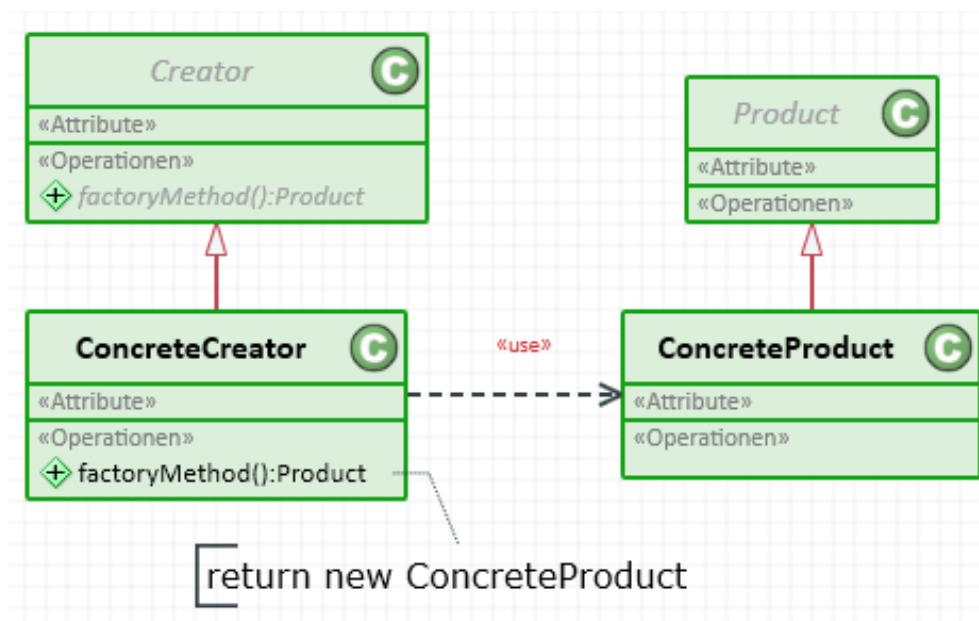 Creator
C
«Attribute»
«Operationen»
+ factoryMethod():Product
Product
C
«Attribute»
«Operationen»
ConcreteCreator
C
«Attribute»
«Operationen»
+ factoryMethod():Product
«use»
ConcreteProduct
C
«Attribute»
«Operationen»
return new ConcreteProduct